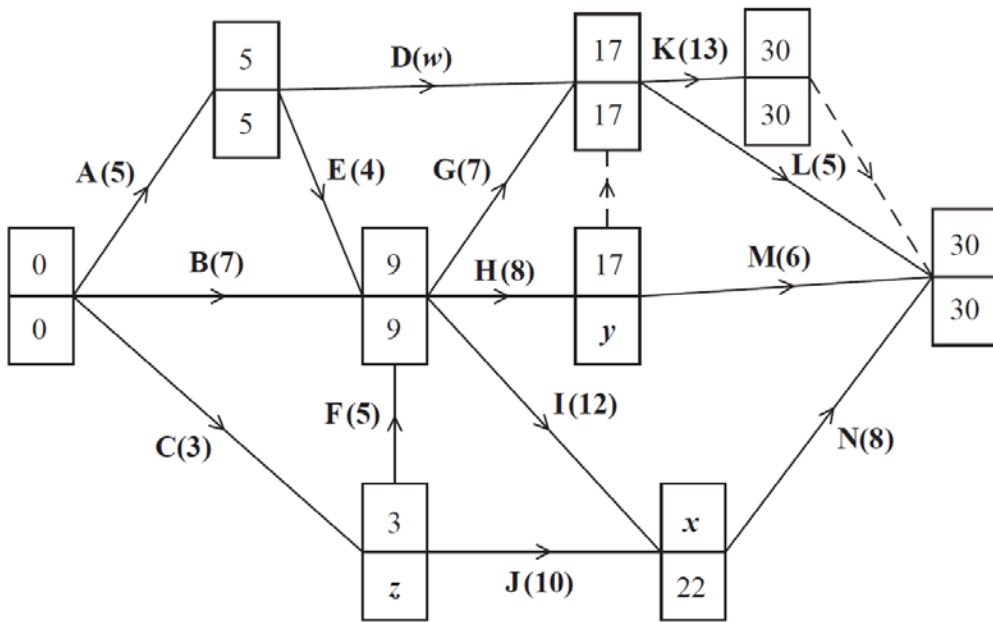 5
5
D(w)
17
17
K(13)
30
30
A(5)
E(4)
G(7)
L(5)
0
0
B(7)
9
9
H(8)
17
y
M(6)
30
30
C(3)
F(5)
I(12)
N(8)
3
z
J(10)
x
22